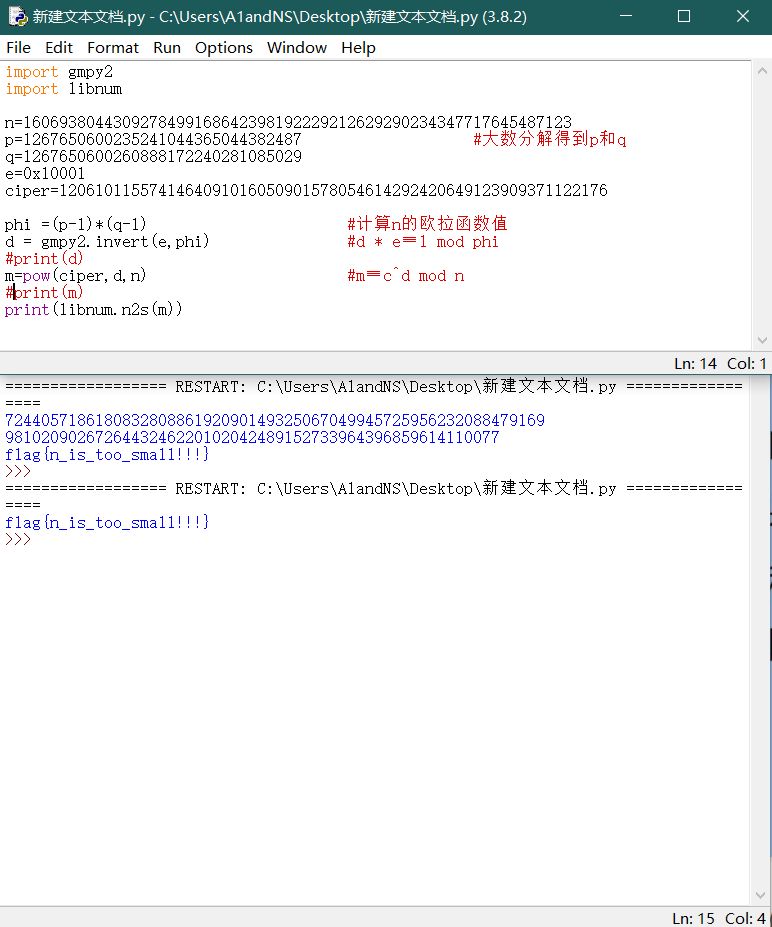 新建文本文档.py - C:\Users\A1andNS\Desktop\新建文本文档.py (3.8.2)
File Edit Format Run Options Window Help
import gmpy2
import libnum
n=1606938044309278499168642398192229212629290234347717645487123
p=1267650600235241044365044382487 #大数分解得到p和q
q=1267650600260888172240281085029
e=0x10001
ciper=1206101155741464091016050901578054614292420649123909371122176
phi =(p-1)*(q-1) #计算n的欧拉函数值
d = gmpy2.invert(e,phi) #d * e≡1 mod phi
#print(d)
m=pow(ciper,d,n) #m≡c^d mod n
#print(m)
print(libnum.n2s(m))
Ln: 14 Col: 1
================== RESTART: C:\Users\A1andNS\Desktop\新建文本文档.py =============
====
724405718618083280886192090149325067049945725956232088479169
9810209026726443246220102042489152733964396859614110077
flag{n_is_too_small!!!}
>>>
================== RESTART: C:\Users\A1andNS\Desktop\新建文本文档.py =============
====
flag{n_is_too_small!!!}
>>>
Ln: 15 Col: 4